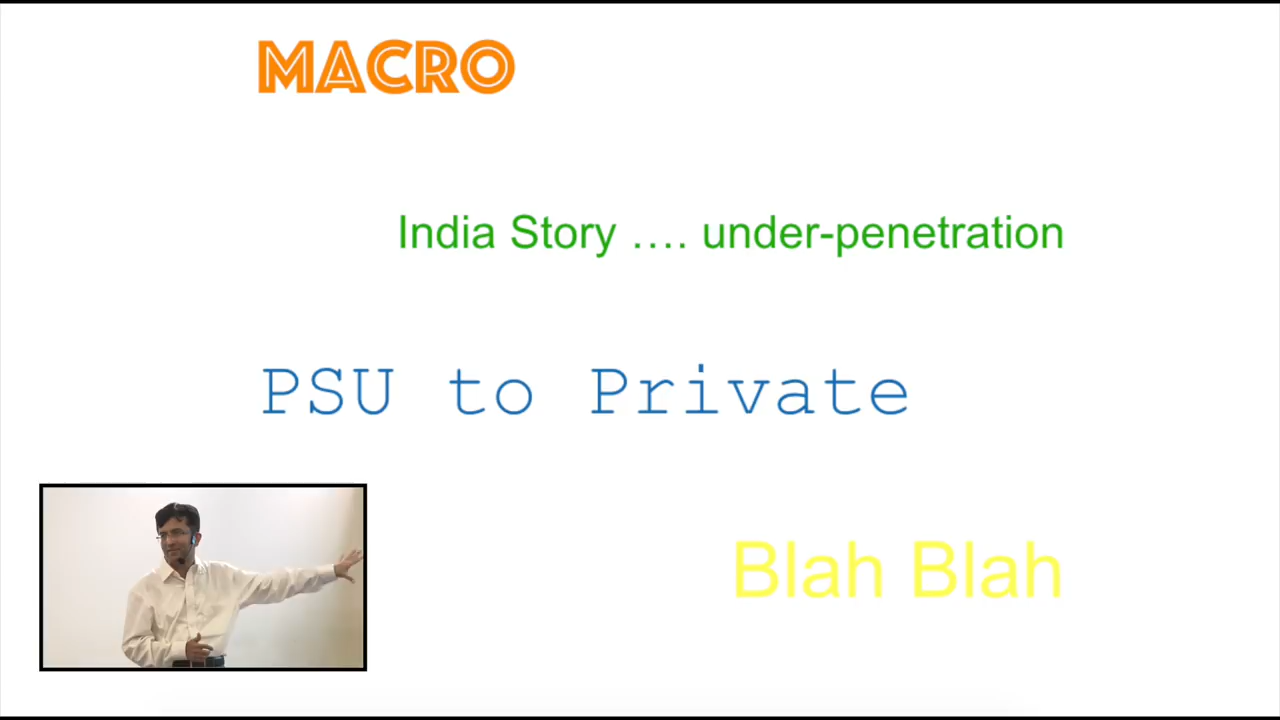 MACRO
India Story .... under-penetration
PSU to Private
Blah Blah